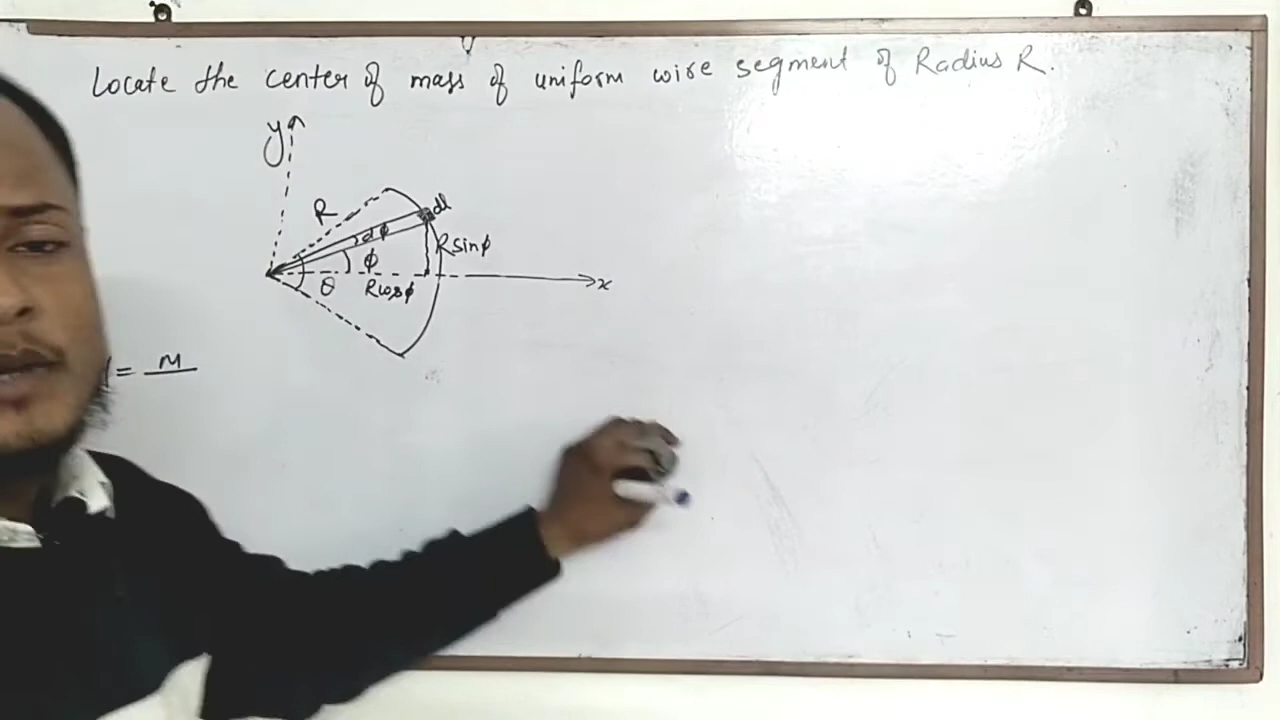 Locate the center of mass of uniform wire segment of Radius R.
y
R
dl
dϕ
Rsinϕ
ϕ
θ
Rcosϕ
x
= M